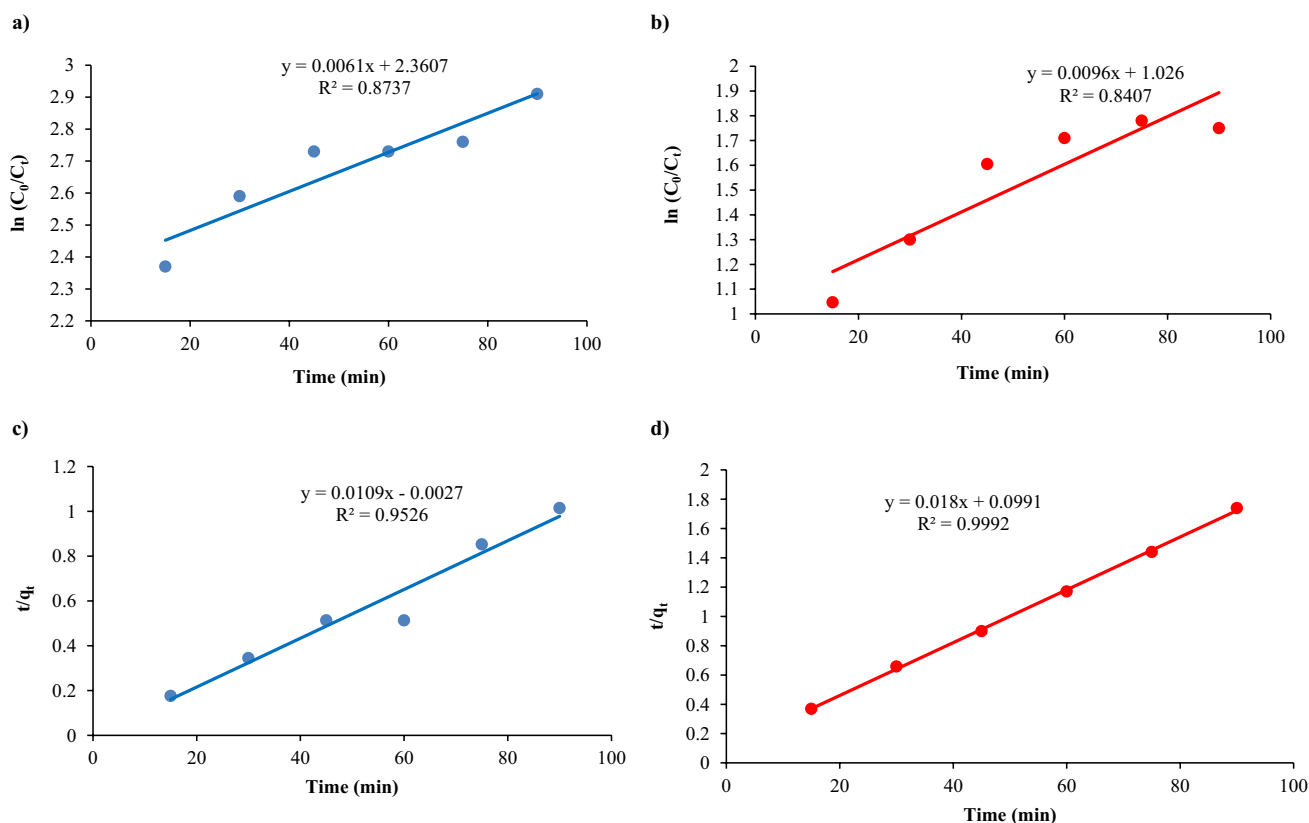 a)
y = 0.0061x + 2.3607
R² = 0.8737
3
2.9
2.8
2.7
2.6
2.5
2.4
2.3
2.2
ln (C₀/Cₜ)
0 20 40 60 80 100
Time (min)
b)
y = 0.0096x + 1.026
R² = 0.8407
2
1.9
1.8
1.7
1.6
1.5
1.4
1.3
1.2
1.1
1
ln (C₀/Cₜ)
0 20 40 60 80 100
Time (min)
c)
y = 0.0109x - 0.0027
R² = 0.9526
1.2
1
0.8
0.6
0.4
0.2
0
t/qₜ
0 20 40 60 80 100
Time (min)
d)
y = 0.018x + 0.0991
R² = 0.9992
2
1.8
1.6
1.4
1.2
1
0.8
0.6
0.4
0.2
0
t/qₜ
0 20 40 60 80 100
Time (min)